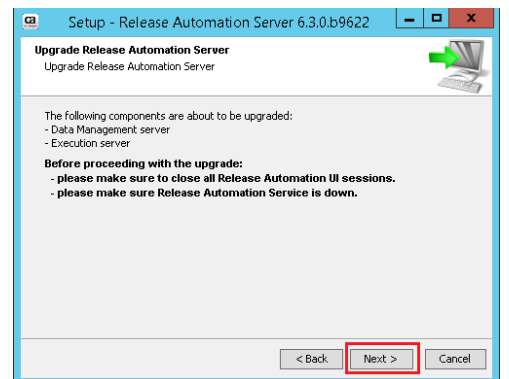 ca
Setup - Release Automation Server 6.3.0.b9622
Upgrade Release Automation Server
Upgrade Release Automation Server
The following components are about to be upgraded:
- Data Management server
- Execution server
Before proceeding with the upgrade:
- please make sure to close all Release Automation UI sessions.
- please make sure Release Automation Service is down.
< Back
Next >
Cancel